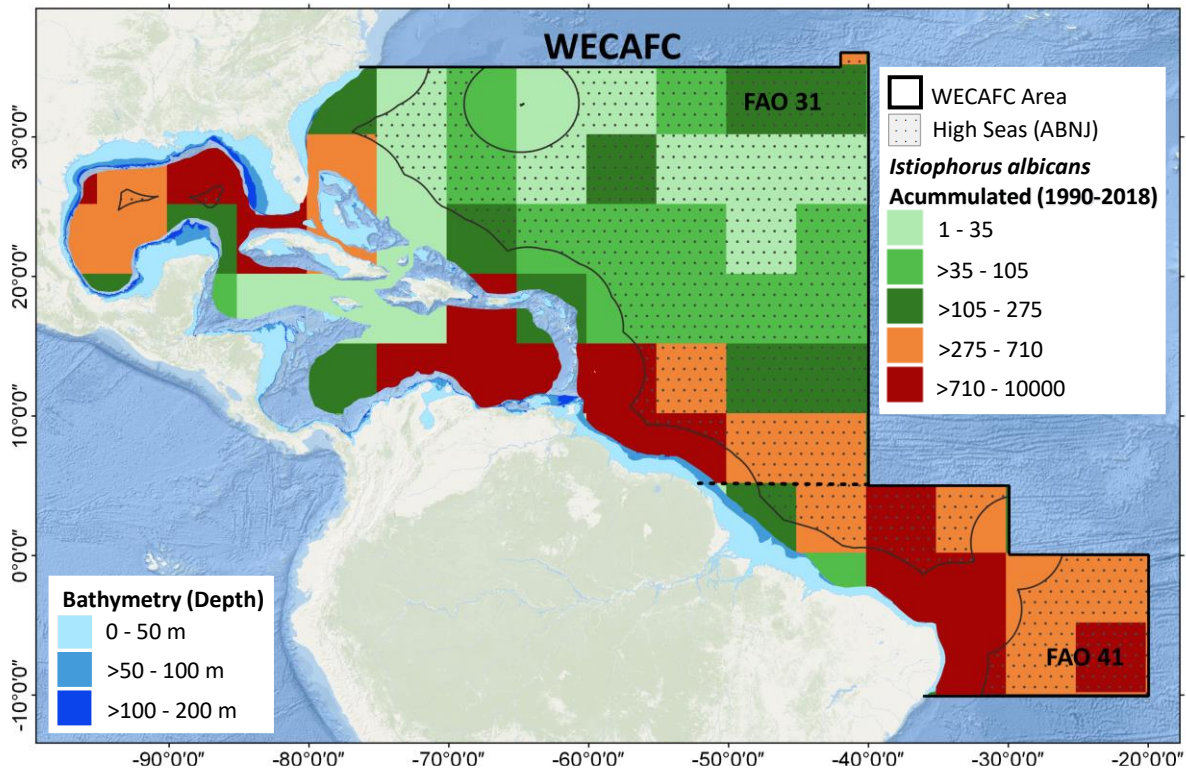 WECAFC
FAO 31
WECAFC Area
High Seas (ABNJ)
Istiophorus albicans
Acummulated (1990-2018)
1 - 35
>35 - 105
>105 - 275
>275 - 710
>710 - 10000
30°0'0"
20°0'0"
10°0'0"
0°0'0"
-10°0'0"
Bathymetry (Depth)
0 - 50 m
>50 - 100 m
>100 - 200 m
FAO 41
-90°0'0" -80°0'0" -70°0'0" -60°0'0" -50°0'0" -40°0'0" -30°0'0" -20°0'0"